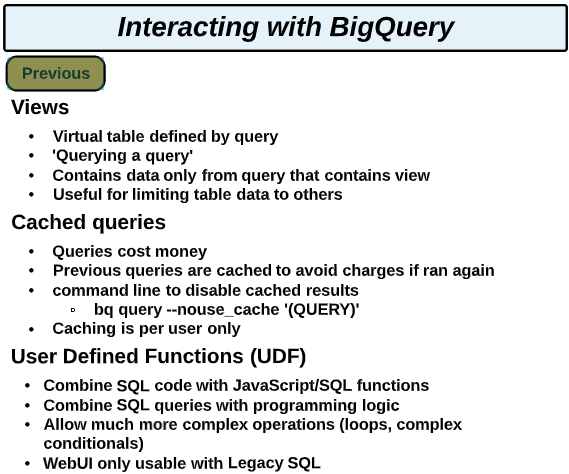 Interacting with BigQuery
Previous
Views
• Virtual table defined by query
• 'Querying a query'
• Contains data only from query that contains view
• Useful for limiting table data to others
Cached queries
• Queries cost money
• Previous queries are cached to avoid charges if ran again
• command line to disable cached results
▫ bq query --nouse_cache '(QUERY)'
• Caching is per user only
User Defined Functions (UDF)
• Combine SQL code with JavaScript/SQL functions
• Combine SQL queries with programming logic
• Allow much more complex operations (loops, complex
conditionals)
• WebUI only usable with Legacy SQL